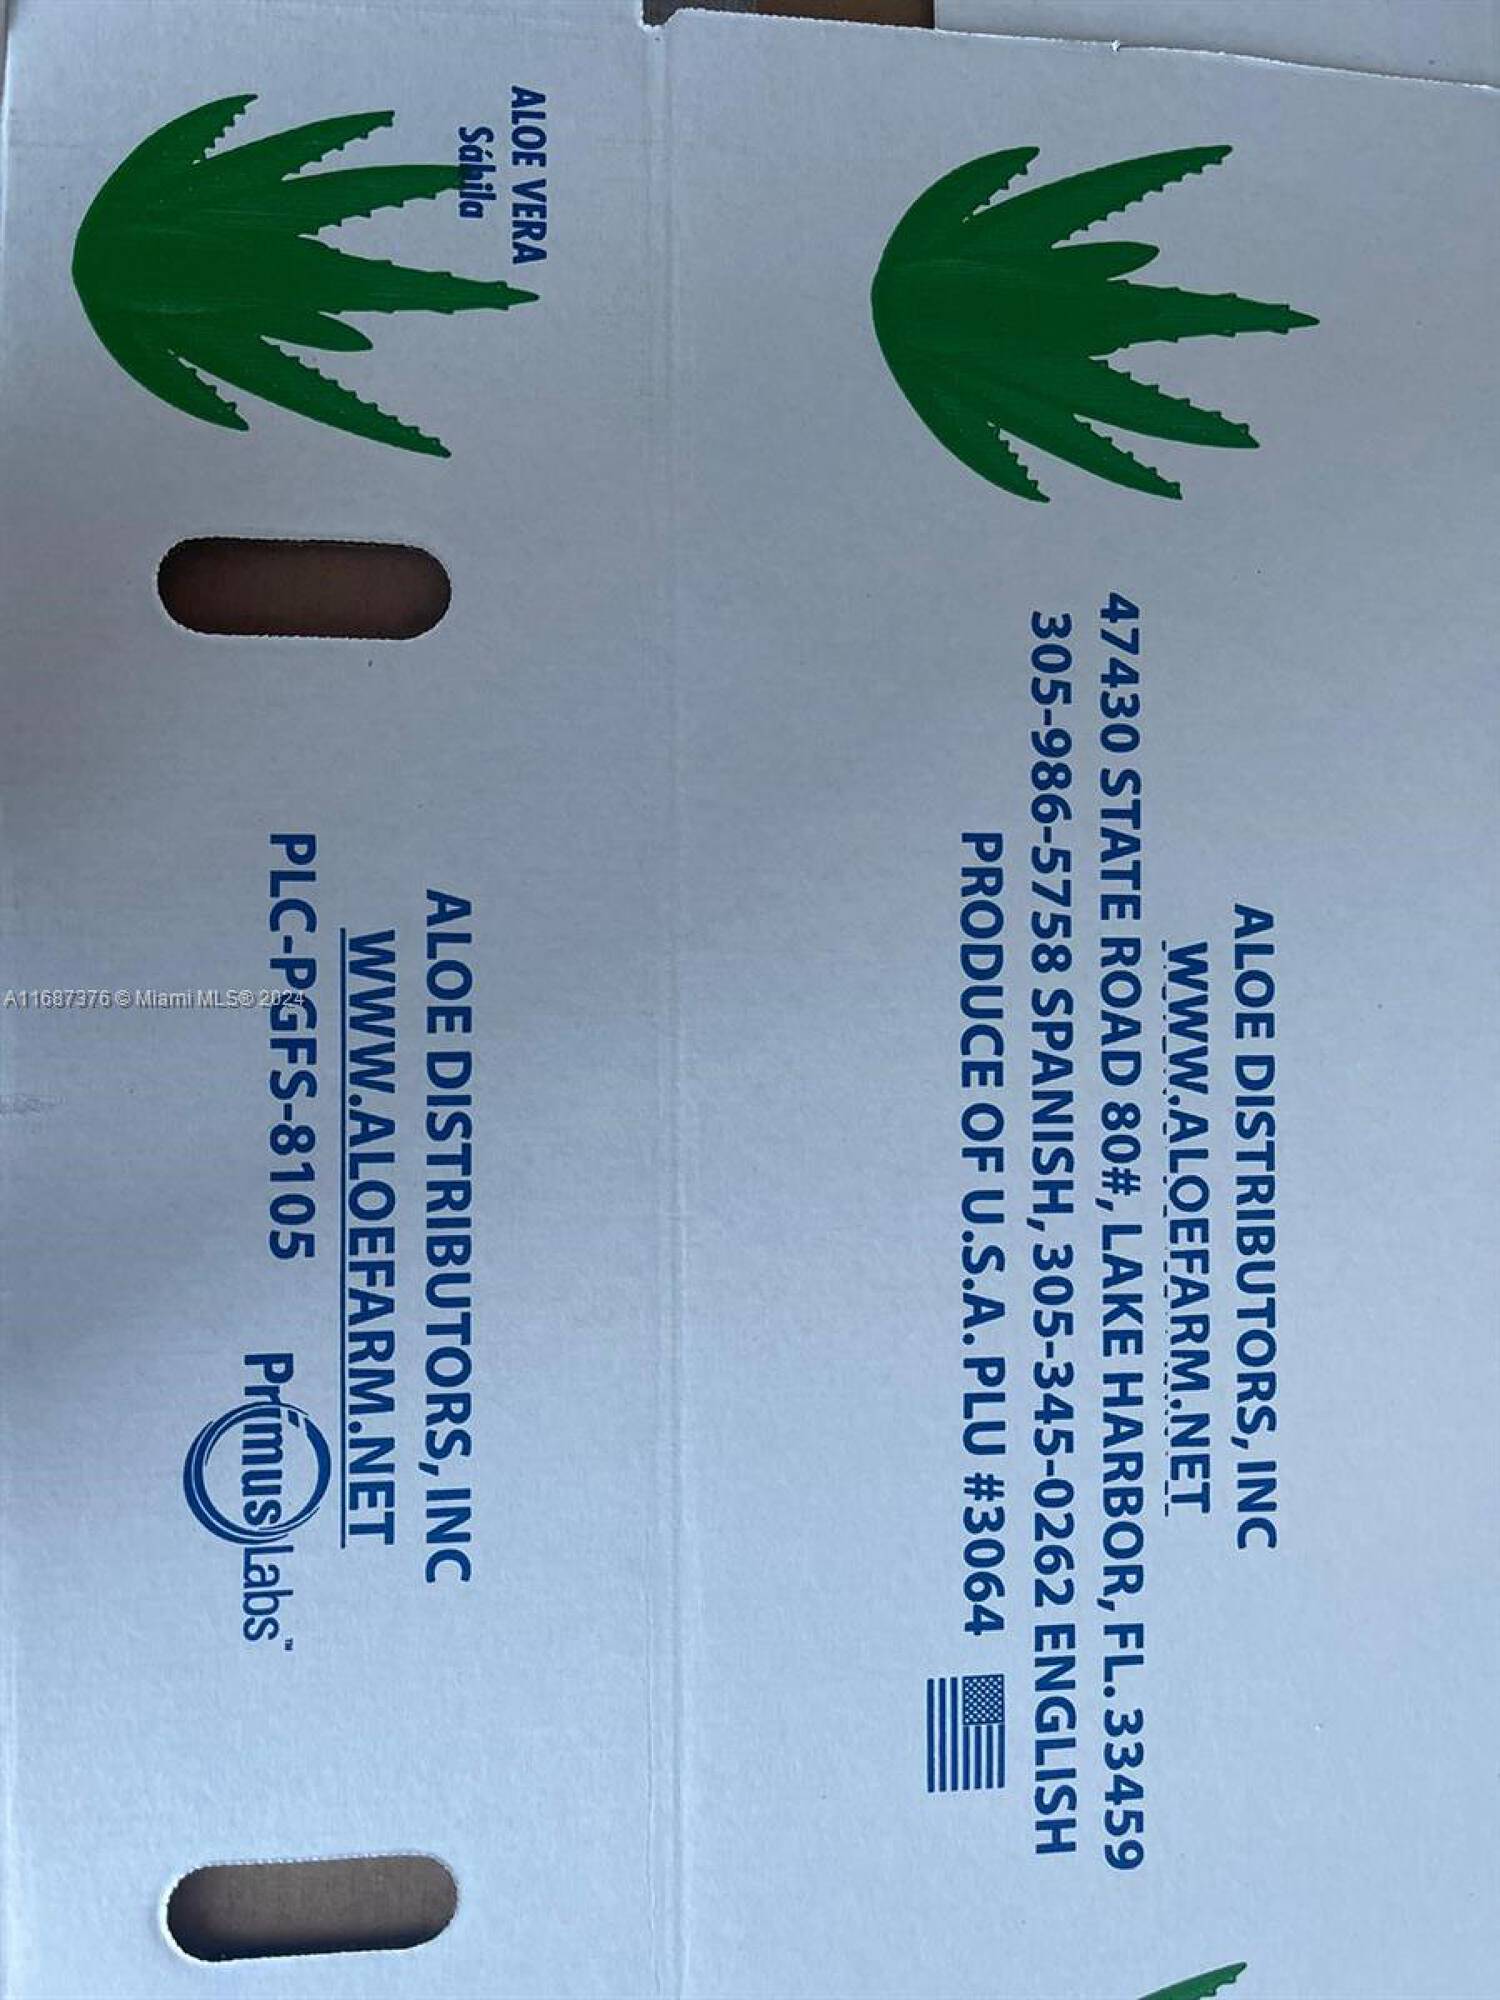 ALOE VERA
Sábila
ALOE DISTRIBUTORS, INC
WWW.ALOEFARM.NET
PLC-PGFS-8105
PrimusLabs™
ALOE DISTRIBUTORS, INC
WWW.ALOEFARM.NET
47430 STATE ROAD 80#, LAKE HARBOR, FL. 33459
305-986-5758 SPANISH, 305-345-0262 ENGLISH
PRODUCE OF U.S.A. PLU #3064
A11687376 © Miami MLS® 2024